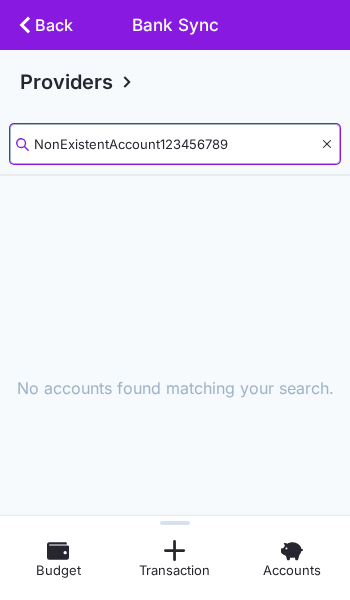 Back
Bank Sync
Providers
NonExistentAccount123456789
No accounts found matching your search.
Budget
Transaction
Accounts